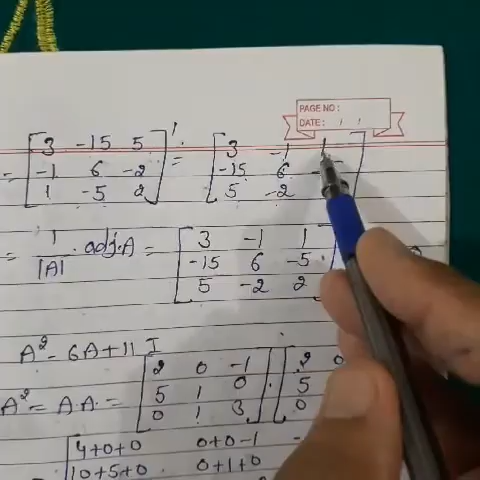 PAGE NO :
DATE : / /
= [3 -15 5]' = [3 -1 1]
[-1 6 -2] [-15 6 -
[1 -5 2] [5 -2
= 1/|A| . adj.A = [3 -1 1]
[-15 6 -5]
[5 -2 2]
A² - 6A + 11 I
A² = A.A. = [2 0 -1] . [2 0
[5 1 0] [5
[0 1 3] [0
= [4+0+0 0+0-1 -
[10+5+0 0+1+0